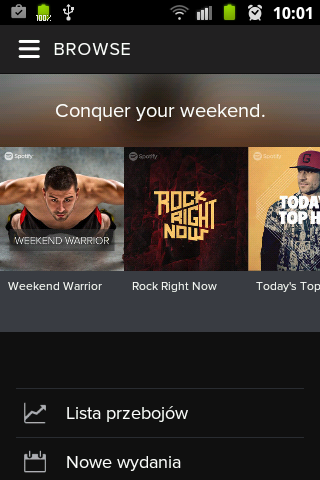 100%
10:01
BROWSE
Conquer your weekend.
Spotify
WEEKEND WARRIOR
Weekend Warrior
Spotify
ROCK
RIGHT
NOW
Rock Right Now
Spotify
TODA
TOP H
Today's Top
Lista przebojów
Nowe wydania